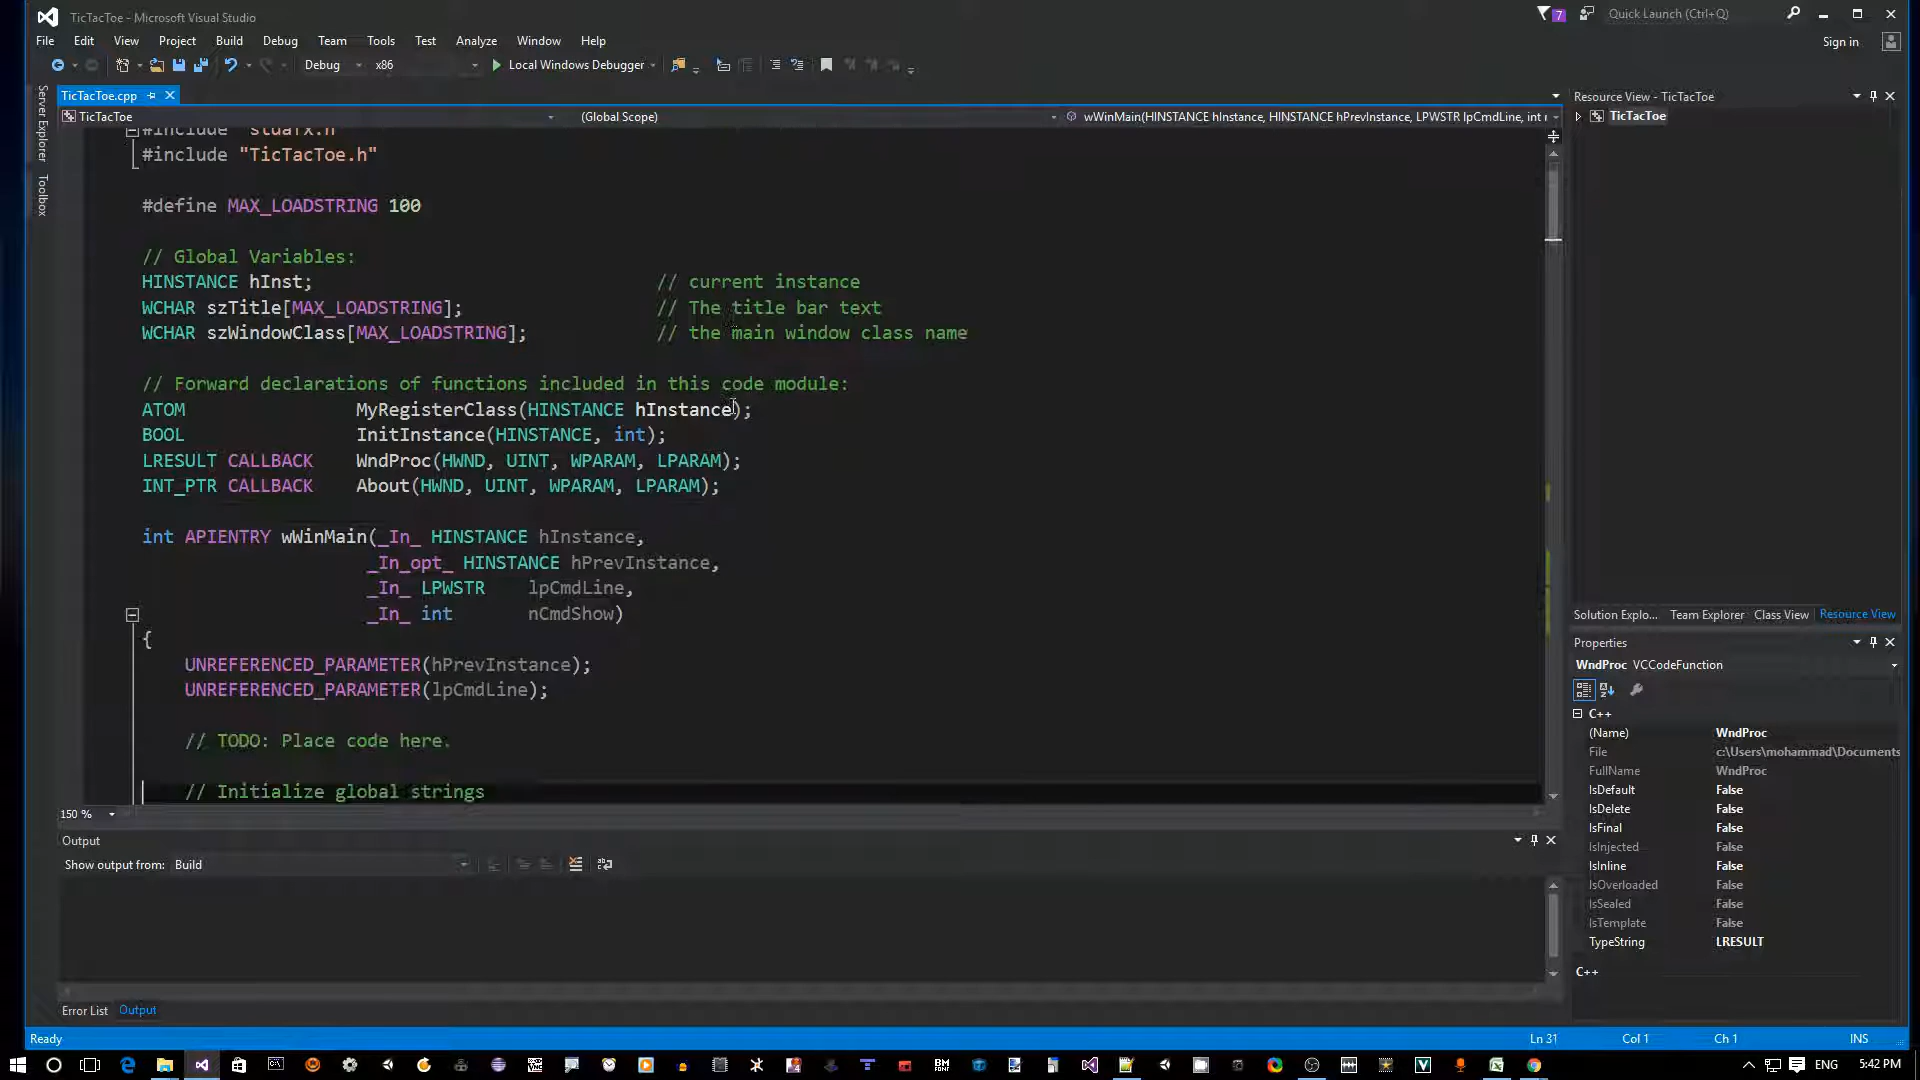 TicTacToe - Microsoft Visual Studio
7
Quick Launch (Ctrl+Q)
File Edit View Project Build Debug Team Tools Test Analyze Window Help
Sign in
Debug x86 Local Windows Debugger
Server Explorer
Toolbox
TicTacToe.cpp
TicTacToe (Global Scope) wWinMain(HINSTANCE hInstance, HINSTANCE hPrevInstance, LPWSTR lpCmdLine, int
#include "stdafx.h"
#include "TicTacToe.h"
#define MAX_LOADSTRING 100
// Global Variables:
HINSTANCE hInst; // current instance
WCHAR szTitle[MAX_LOADSTRING]; // The title bar text
WCHAR szWindowClass[MAX_LOADSTRING]; // the main window class name
// Forward declarations of functions included in this code module:
ATOM MyRegisterClass(HINSTANCE hInstance);
BOOL InitInstance(HINSTANCE, int);
LRESULT CALLBACK WndProc(HWND, UINT, WPARAM, LPARAM);
INT_PTR CALLBACK About(HWND, UINT, WPARAM, LPARAM);
int APIENTRY wWinMain(_In_ HINSTANCE hInstance,
_In_opt_ HINSTANCE hPrevInstance,
_In_ LPWSTR lpCmdLine,
_In_ int nCmdShow)
{
UNREFERENCED_PARAMETER(hPrevInstance);
UNREFERENCED_PARAMETER(lpCmdLine);
// TODO: Place code here.
// Initialize global strings
150 %
Output
Show output from: Build
Error List Output
Resource View - TicTacToe
TicTacToe
Solution Explo... Team Explorer Class View Resource View
Properties
WndProc VCCodeFunction
C++
(Name) WndProc
File c:\Users\mohammad\Documents
FullName WndProc
IsDefault False
IsDelete False
IsFinal False
IsInjected False
IsInline False
IsOverloaded False
IsSealed False
IsTemplate False
TypeString LRESULT
C++
Ready Ln 31 Col 1 Ch 1 INS
ENG 5:42 PM